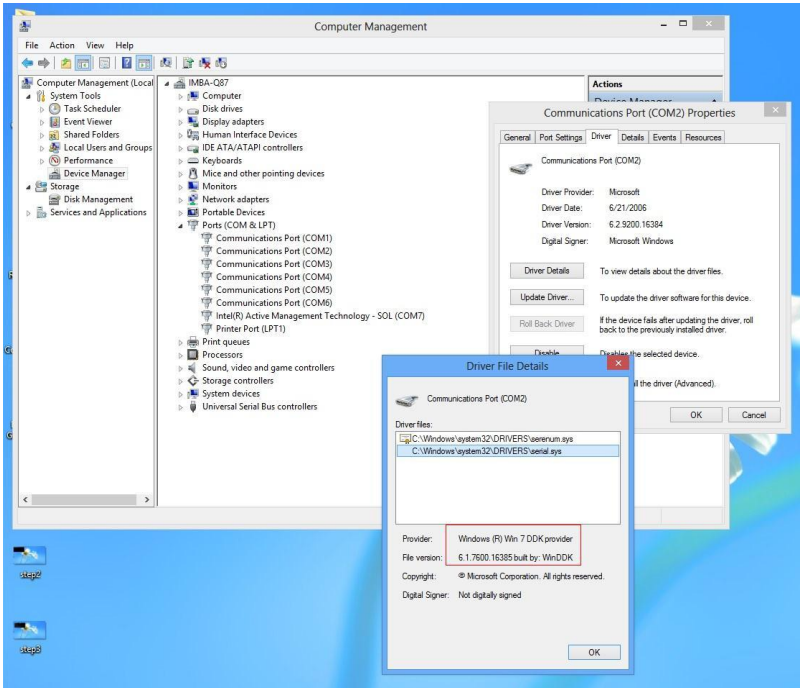 Computer Management
File Action View Help
Computer Management (Local
System Tools
Task Scheduler
Event Viewer
Shared Folders
Local Users and Groups
Performance
Device Manager
Storage
Disk Management
Services and Applications
IMBA-Q87
Computer
Disk drives
Display adapters
Human Interface Devices
IDE ATA/ATAPI controllers
Keyboards
Mice and other pointing devices
Monitors
Network adapters
Portable Devices
Ports (COM & LPT)
Communications Port (COM1)
Communications Port (COM2)
Communications Port (COM3)
Communications Port (COM4)
Communications Port (COM5)
Communications Port (COM6)
Intel(R) Active Management Technology - SOL (COM7)
Printer Port (LPT1)
Print queues
Processors
Sound, video and game controllers
Storage controllers
System devices
Universal Serial Bus controllers
Actions
Device Manager
Communications Port (COM2) Properties
General Port Settings Driver Details Events Resources
Communications Port (COM2)
Driver Provider: Microsoft
Driver Date: 6/21/2006
Driver Version: 6.2.9200.16384
Digital Signer: Microsoft Windows
Driver Details To view details about the driver files.
Update Driver... To update the driver software for this device.
Roll Back Driver If the device fails after updating the driver, roll
back to the previously installed driver.
Disable Disables the selected device.
the driver (Advanced).
OK Cancel
Driver File Details
Communications Port (COM2)
Driver files:
C:\Windows\system32\DRIVERS\serenum.sys
C:\Windows\system32\DRIVERS\serial.sys
Provider: Windows (R) Win 7 DDK provider
File version: 6.1.7600.16385 built by: WinDDK
Copyright: © Microsoft Corporation. All rights reserved.
Digital Signer: Not digitally signed
OK
step2
step3